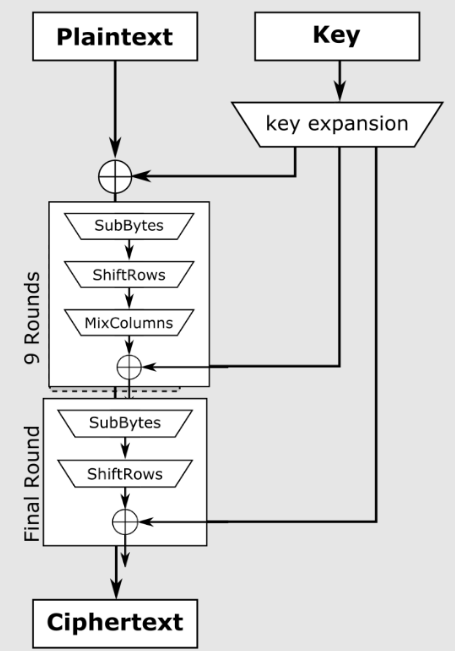 Plaintext
Key
key expansion
SubBytes
ShiftRows
MixColumns
9 Rounds
SubBytes
ShiftRows
Final Round
Ciphertext